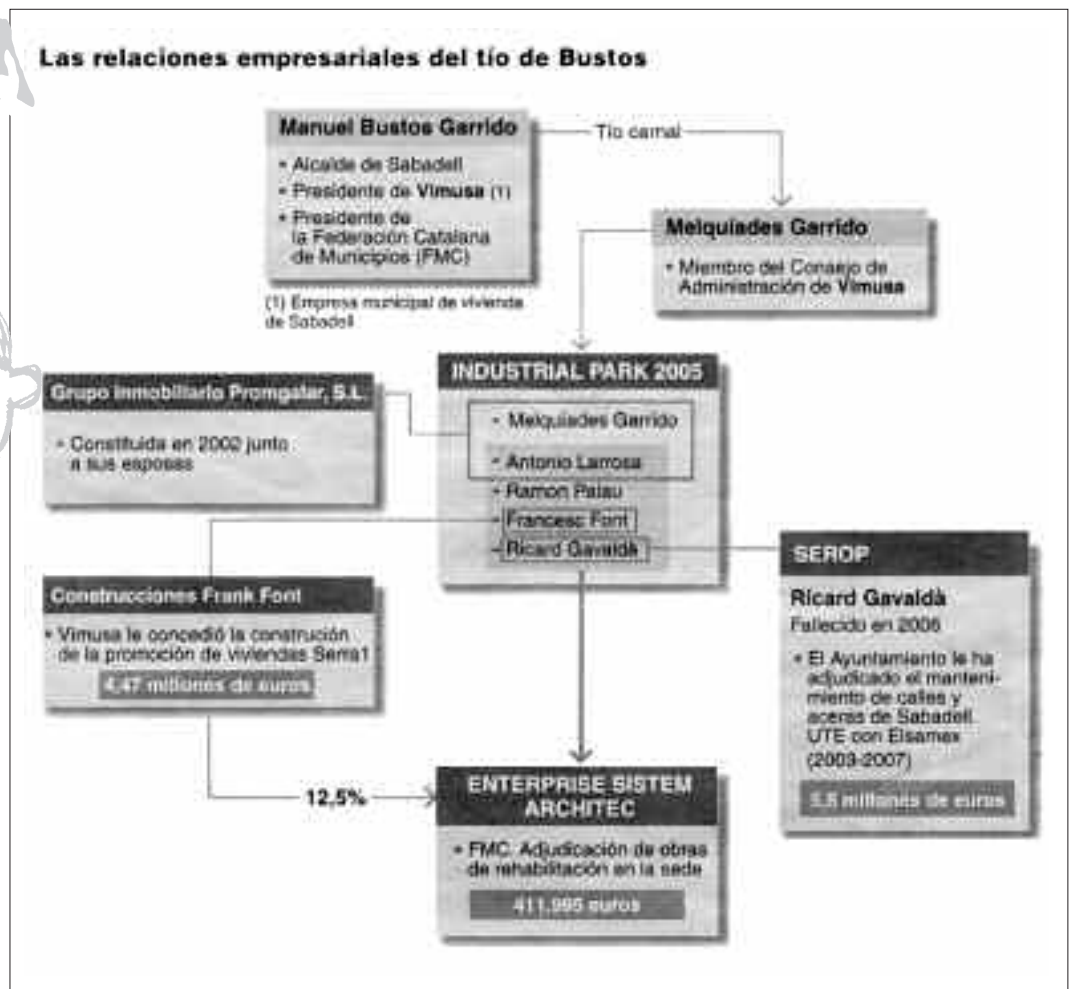 Las relaciones empresariales del tío de Bustos
Manuel Bustos Garrido
• Alcalde de Sabadell
• Presidente de Vimusa (1)
• Presidente de
la Federación Catalana
de Municipios (FMC)
(1) Empresa municipal de vivienda
de Sabadell
Tío carnal
Melquíades Garrido
• Miembro del Consejo de
Administración de Vimusa
INDUSTRIAL PARK 2005
• Melquíades Garrido
• Antonio Larrosa
• Ramon Palau
• Francesc Font
• Ricard Gavaldà
Grupo Inmobiliario Promgalar, S.L.
• Constituida en 2002 junto
a sus esposas
Construcciones Frank Font
• Vimusa le concedió la construción
de la promoción de viviendas Serra1
4,47 millones de euros
SEROP
Ricard Gavaldà
Fallecido en 2006
• El Ayuntamiento le ha
adjudicado el manteni-
miento de calles y
aceras de Sabadell.
UTE con Elsamex
(2003-2007)
5,8 millones de euros
12,5%
ENTERPRISE SISTEM
ARCHITEC
• FMC. Adjudicación de obras
de rehabilitación en la sede
411.995 euros